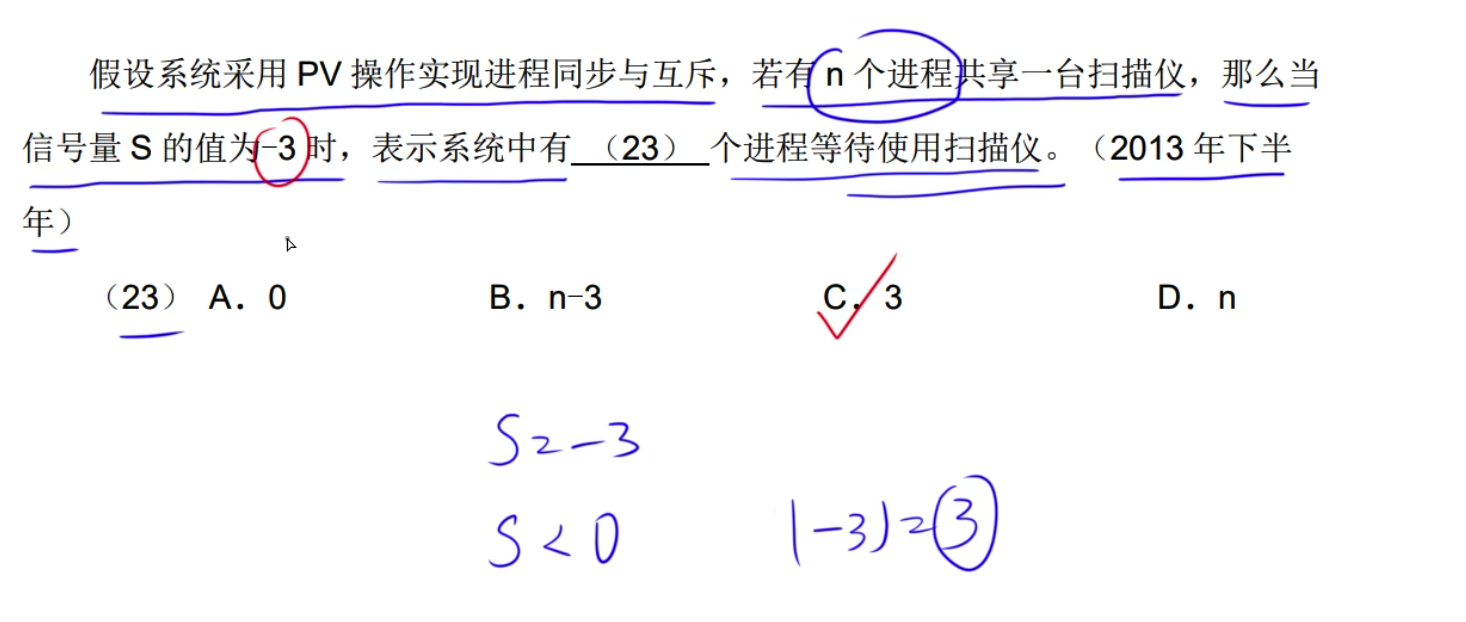 假设系统采用 PV 操作实现进程同步与互斥，若有 n 个进程共享一台扫描仪，那么当
信号量 S 的值为-3 时，表示系统中有 （23） 个进程等待使用扫描仪。（2013 年下半
年）
（23） A．0 B．n-3 C．3 D．n
S=-3
S<0 |-3|=3